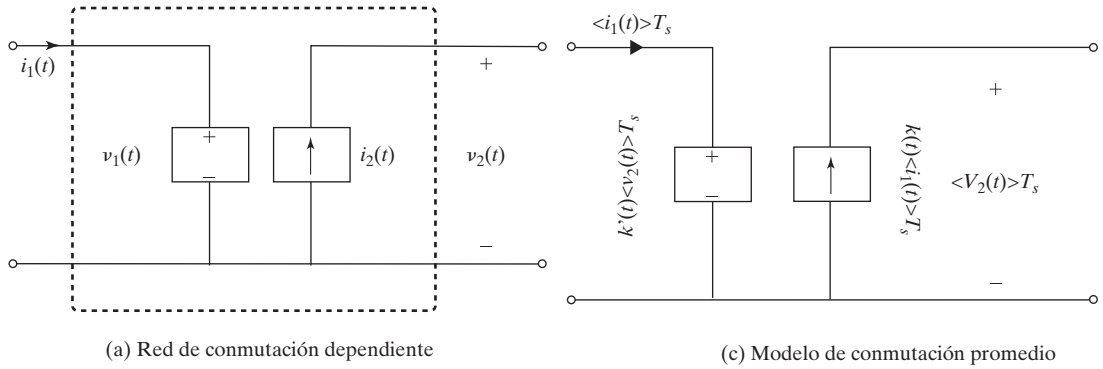 i₁(t)
v₁(t)
+
−
i₂(t)
+
v₂(t)
−
(a) Red de conmutación dependiente
<i₁(t)>Tₛ
k'(t)<v₂(t)>Tₛ
+
−
k(t)<i₁(t)>Tₛ
+
<V₂(t)>Tₛ
−
(c) Modelo de conmutación promedio